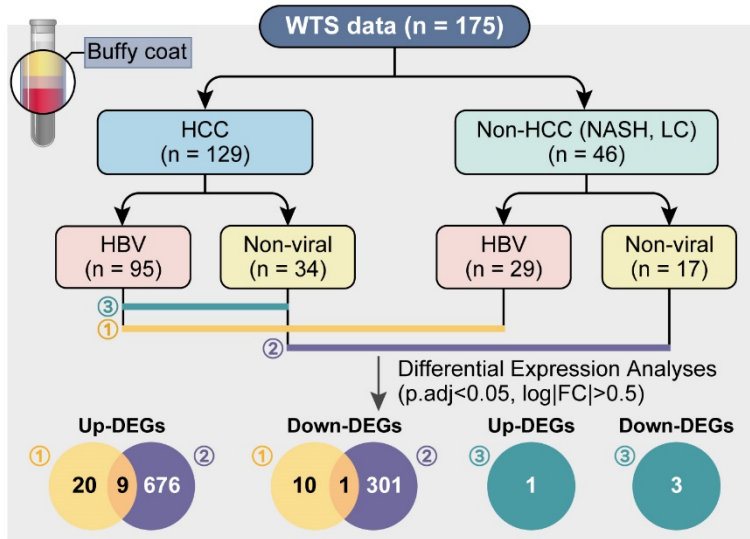 WTS data (n = 175)
Buffy coat
HCC
(n = 129)
Non-HCC (NASH, LC)
(n = 46)
HBV
(n = 95)
Non-viral
(n = 34)
HBV
(n = 29)
Non-viral
(n = 17)
③
①
②
Differential Expression Analyses
(p.adj<0.05, log|FC|>0.5)
Up-DEGs
① ②
20 9 676
Down-DEGs
① ②
10 1 301
Up-DEGs
③
1
Down-DEGs
③
3